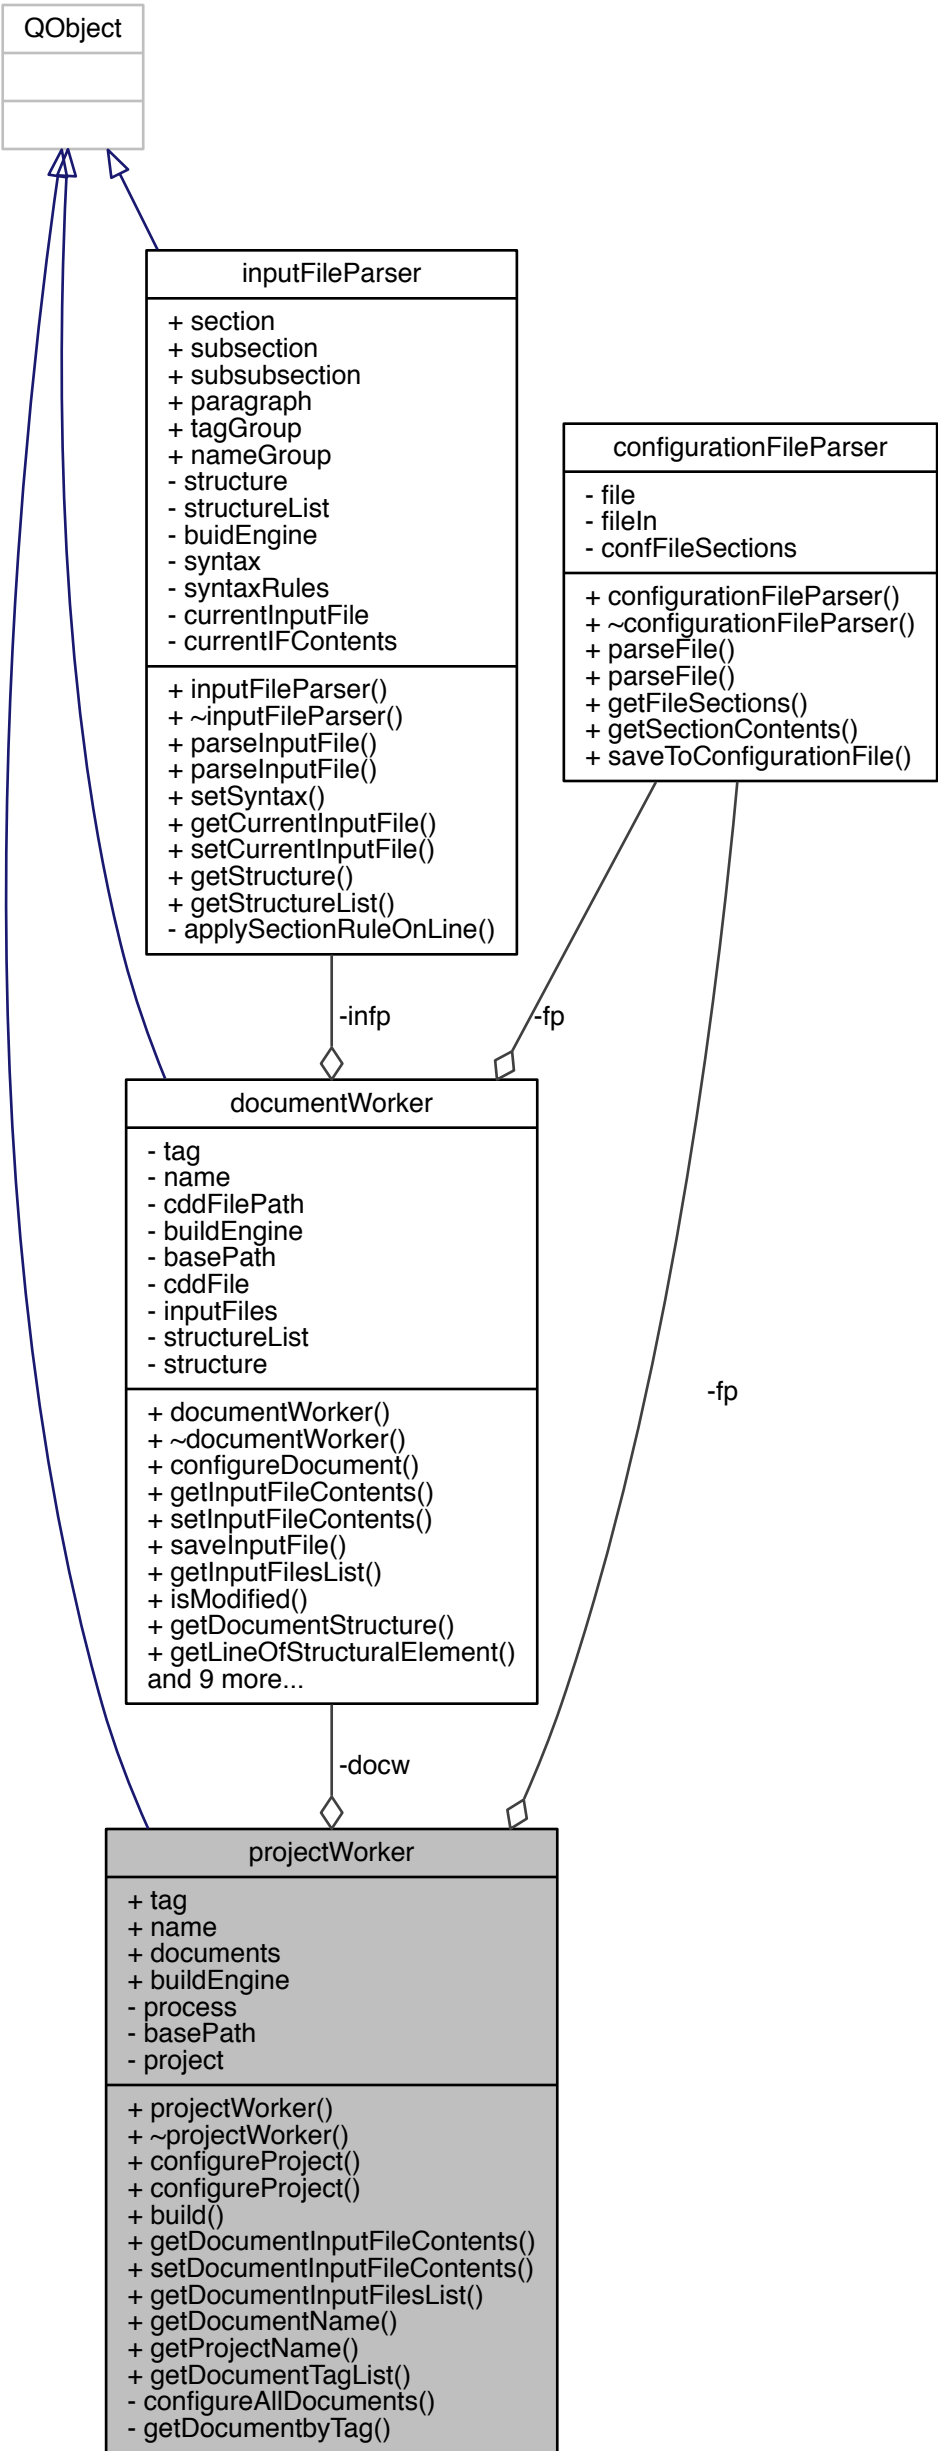 QObject
inputFileParser
+ section
+ subsection
+ subsubsection
+ paragraph
+ tagGroup
+ nameGroup
- structure
- structureList
- buidEngine
- syntax
- syntaxRules
- currentInputFile
- currentIFContents
+ inputFileParser()
+ ~inputFileParser()
+ parseInputFile()
+ parseInputFile()
+ setSyntax()
+ getCurrentInputFile()
+ setCurrentInputFile()
+ getStructure()
+ getStructureList()
- applySectionRuleOnLine()
configurationFileParser
- file
- fileIn
- confFileSections
+ configurationFileParser()
+ ~configurationFileParser()
+ parseFile()
+ parseFile()
+ getFileSections()
+ getSectionContents()
+ saveToConfigurationFile()
-infp
-fp
documentWorker
- tag
- name
- cddFilePath
- buildEngine
- basePath
- cddFile
- inputFiles
- structureList
- structure
+ documentWorker()
+ ~documentWorker()
+ configureDocument()
+ getInputFileContents()
+ setInputFileContents()
+ saveInputFile()
+ getInputFilesList()
+ isModified()
+ getDocumentStructure()
+ getLineOfStructuralElement()
and 9 more...
-fp
-docw
projectWorker
+ tag
+ name
+ documents
+ buildEngine
- process
- basePath
- project
+ projectWorker()
+ ~projectWorker()
+ configureProject()
+ configureProject()
+ build()
+ getDocumentInputFileContents()
+ setDocumentInputFileContents()
+ getDocumentInputFilesList()
+ getDocumentName()
+ getProjectName()
+ getDocumentTagList()
- configureAllDocuments()
- getDocumentbyTag()